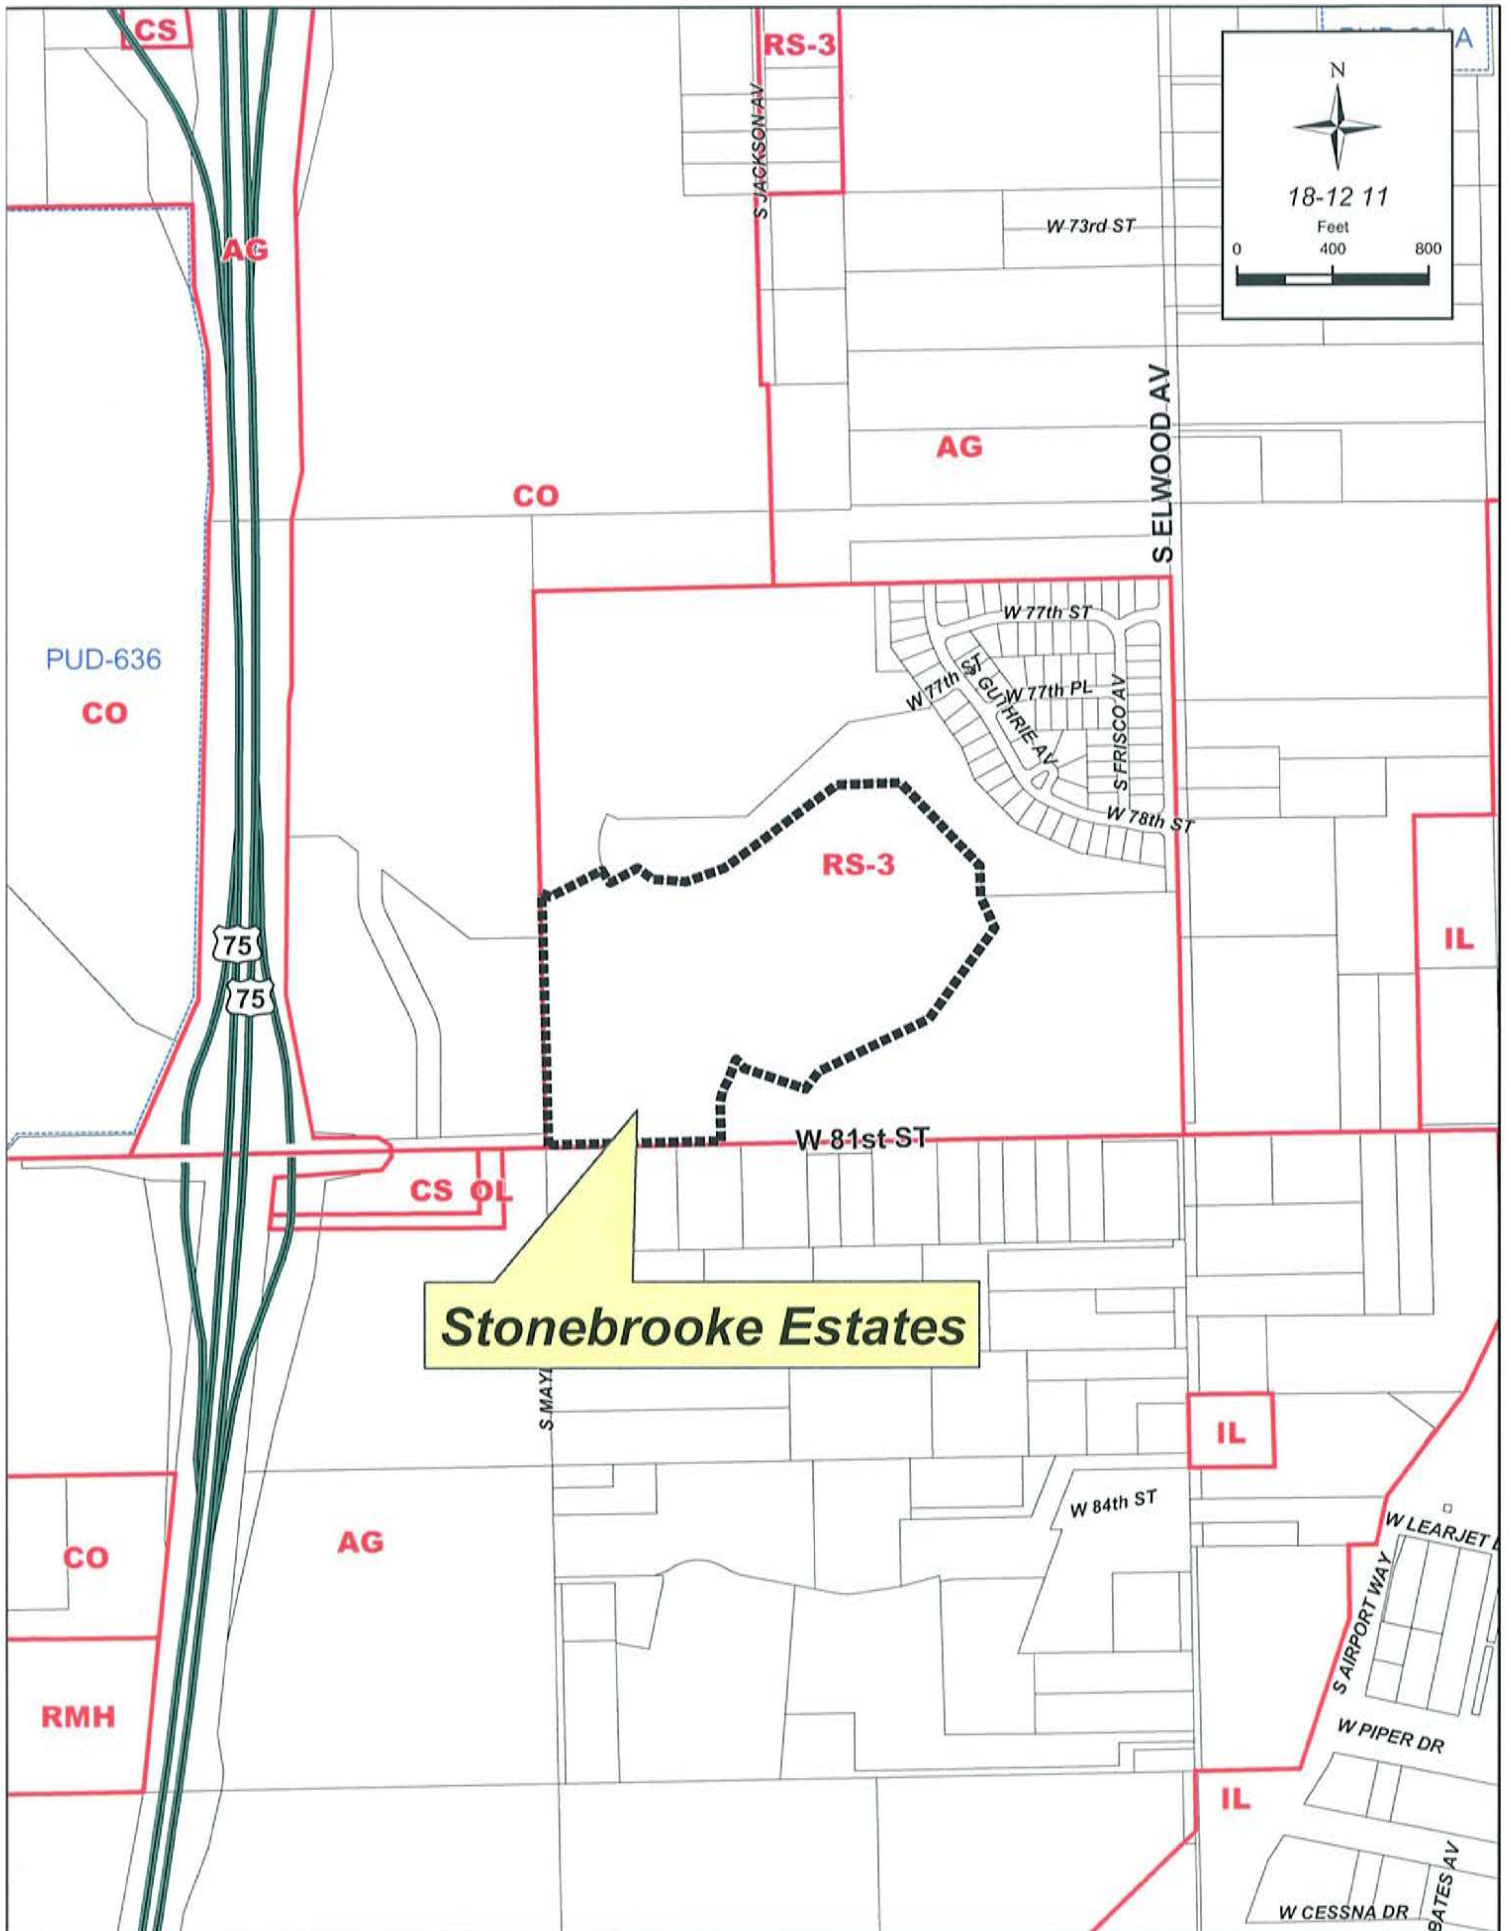 CS
RS-3
A
N
18-12 11
Feet
0 400 800
S JACKSON AV
W 73rd ST
AG
S ELWOOD AV
AG
CO
W 77th ST
PUD-636
CO
W 77th ST
S GUTHRIE AV
W 77th PL
S FRISCO AV
W 78th ST
RS-3
75
75
IL
W 81st ST
CS OL
Stonebrooke Estates
S MAY
IL
W 84th ST
W LEARJET
AG
CO
S AIRPORT WAY
RMH
W PIPER DR
IL
BATES AV
W CESSNA DR